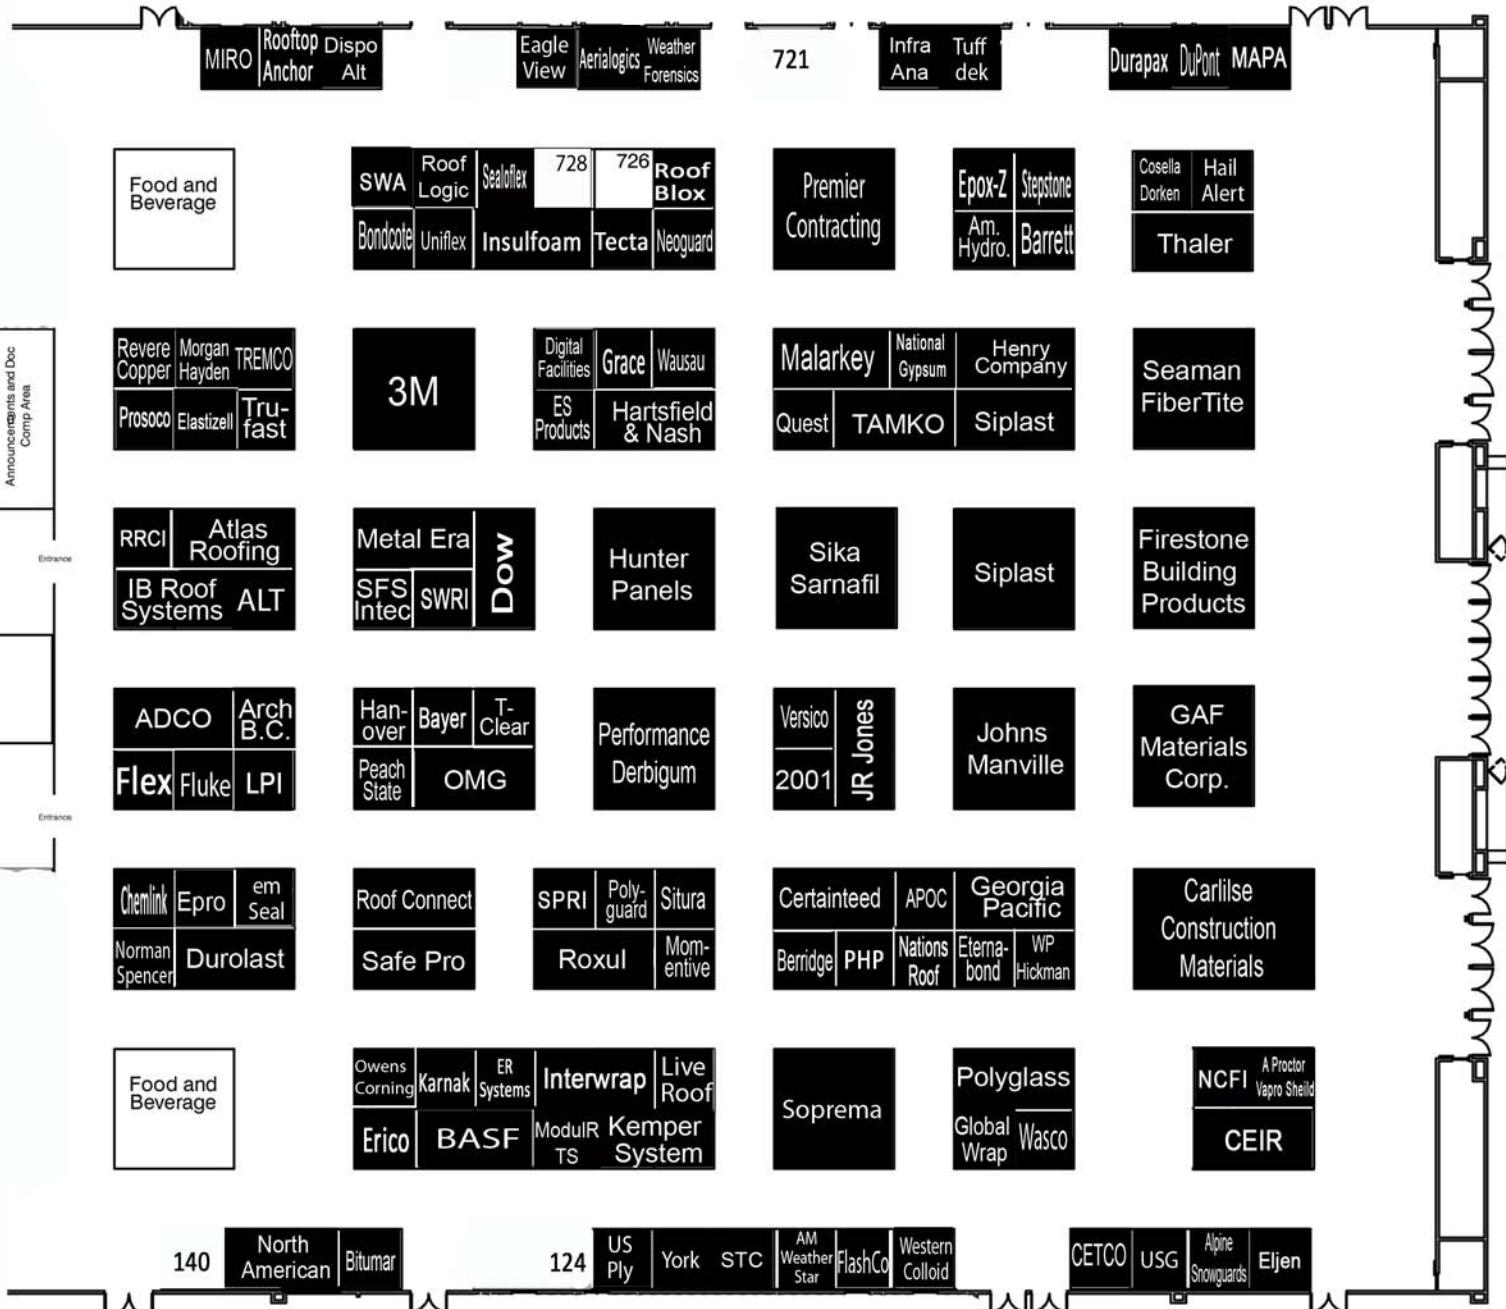 MIRO
Rooftop
Anchor
Dispo
Alt
Eagle
View
Aerialogics
Weather
Forensics
721
Infra
Ana
Tuff
dek
Durapax
DuPont
MAPA
Food and
Beverage
SWA
Roof
Logic
Sealoflex
728
726
Roof
Blox
Bondcote
Uniflex
Insulfoam
Tecta
Neoguard
Premier
Contracting
Epox-Z
Stepstone
Am.
Hydro.
Barrett
Cosella
Dorken
Hail
Alert
Thaler
Announcements and Doc
Comp Area
Revere
Copper
Morgan
Hayden
TREMCO
Prosoco
Elastizell
Tru-
fast
3M
Digital
Facilities
Grace
Wausau
ES
Products
Hartsfield
& Nash
Malarkey
National
Gypsum
Henry
Company
Quest
TAMKO
Siplast
Seaman
FiberTite
Entrance
RRCI
Atlas
Roofing
IB Roof
Systems
ALT
Metal Era
SFS
Intec
SWRI
Dow
Hunter
Panels
Sika
Sarnafil
Siplast
Firestone
Building
Products
ADCO
Arch
B.C.
Flex
Fluke
LPI
Han-
over
Bayer
T-
Clear
Peach
State
OMG
Performance
Derbigum
Versico
2001
JR Jones
Johns
Manville
GAF
Materials
Corp.
Entrance
Chemlink
Epro
em
Seal
Norman
Spencer
Durolast
Roof Connect
Safe Pro
SPRI
Poly-
guard
Situra
Roxul
Mom-
entive
Certainteed
APOC
Georgia
Pacific
Berridge
PHP
Nations
Roof
Eterna-
bond
WP
Hickman
Carlilse
Construction
Materials
Food and
Beverage
Owens
Corning
Karnak
ER
Systems
Interwrap
Live
Roof
Erico
BASF
ModulR
TS
Kemper
System
Soprema
Polyglass
Global
Wrap
Wasco
NCFI
A Proctor
Vapro Sheild
CEIR
140
North
American
Bitumar
124
US
Ply
York
STC
AM
Weather
Star
FlashCo
Western
Colloid
CETCO
USG
Alpine
Snowguards
Eljen